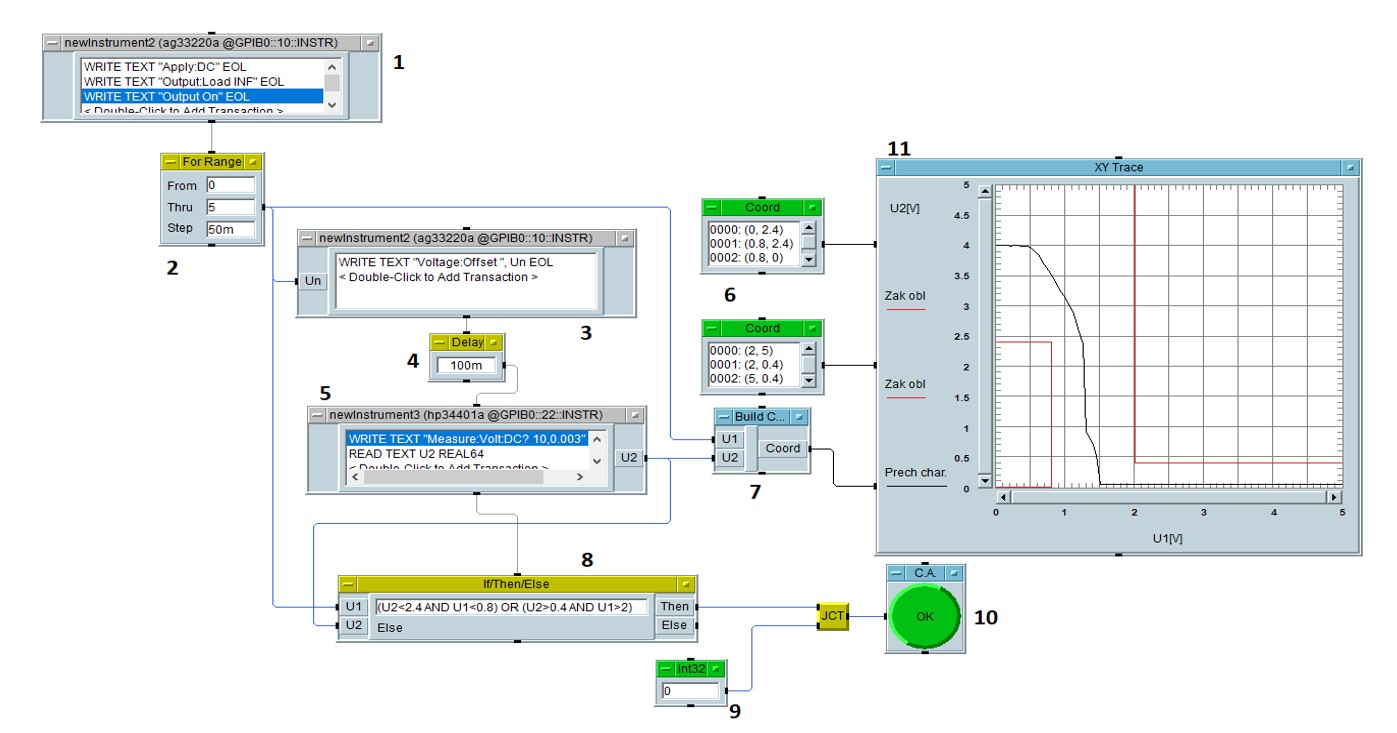 newInstrument2 (ag33220a @GPIB0::10::INSTR)
1
WRITE TEXT "Apply:DC" EOL
WRITE TEXT "Output:Load INF" EOL
WRITE TEXT "Output On" EOL
< Double-Click to Add Transaction >
For Range
From 0
Thru 5
Step 50m
2
newInstrument2 (ag33220a @GPIB0::10::INSTR)
WRITE TEXT "Voltage:Offset ", Un EOL
< Double-Click to Add Transaction >
Un
3
Delay
100m
4
5
newInstrument3 (hp34401a @GPIB0::22::INSTR)
WRITE TEXT "Measure:Volt:DC? 10,0.003"
READ TEXT U2 REAL64
< Double-Click to Add Transaction >
U2
Coord
0000: (0, 2.4)
0001: (0.8, 2.4)
0002: (0.8, 0)
6
Coord
0000: (2, 5)
0001: (2, 0.4)
0002: (5, 0.4)
Build C...
U1
U2
Coord
7
8
If/Then/Else
U1
(U2<2.4 AND U1<0.8) OR (U2>0.4 AND U1>2)
Then
U2
Else
Else
Int32
0
9
JCT
C.A.
OK
10
11
XY Trace
U2[V]
Zak obl
Zak obl
Prech char.
5
4.5
4
3.5
3
2.5
2
1.5
1
0.5
0
0 1 2 3 4 5
U1[V]